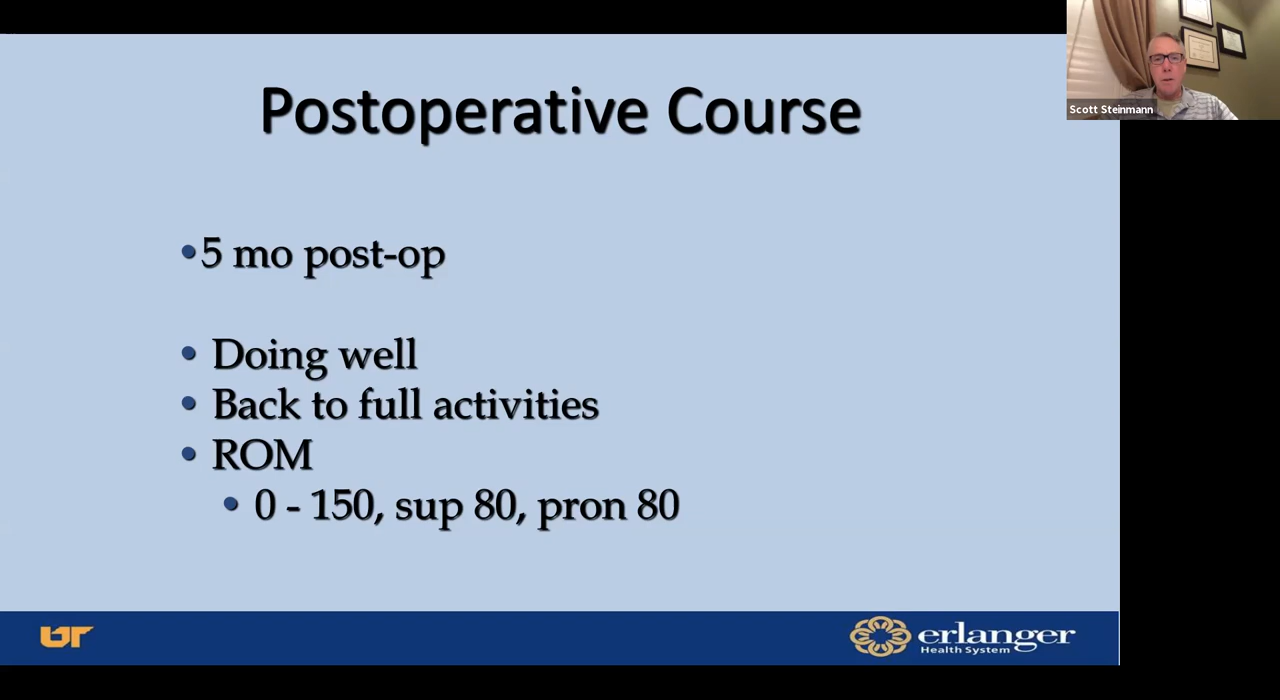 Postoperative Course
Scott Steinmann
•5 mo post-op
• Doing well
• Back to full activities
• ROM
• 0 - 150, sup 80, pron 80
UT
erlanger
Health System